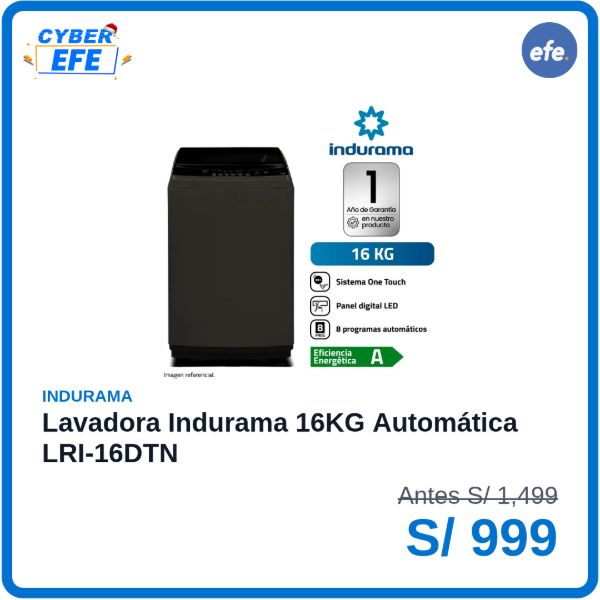 CYBER
EFE
efe.
indurama
1
Año de Garantía
en nuestro
producto
16 KG
Sistema One Touch
Panel digital LED
8
PROG
8 programas automáticos
Eficiencia
Energética
A
Imagen referencial.
INDURAMA
Lavadora Indurama 16KG Automática
LRI-16DTN
Antes S/ 1,499
S/ 999